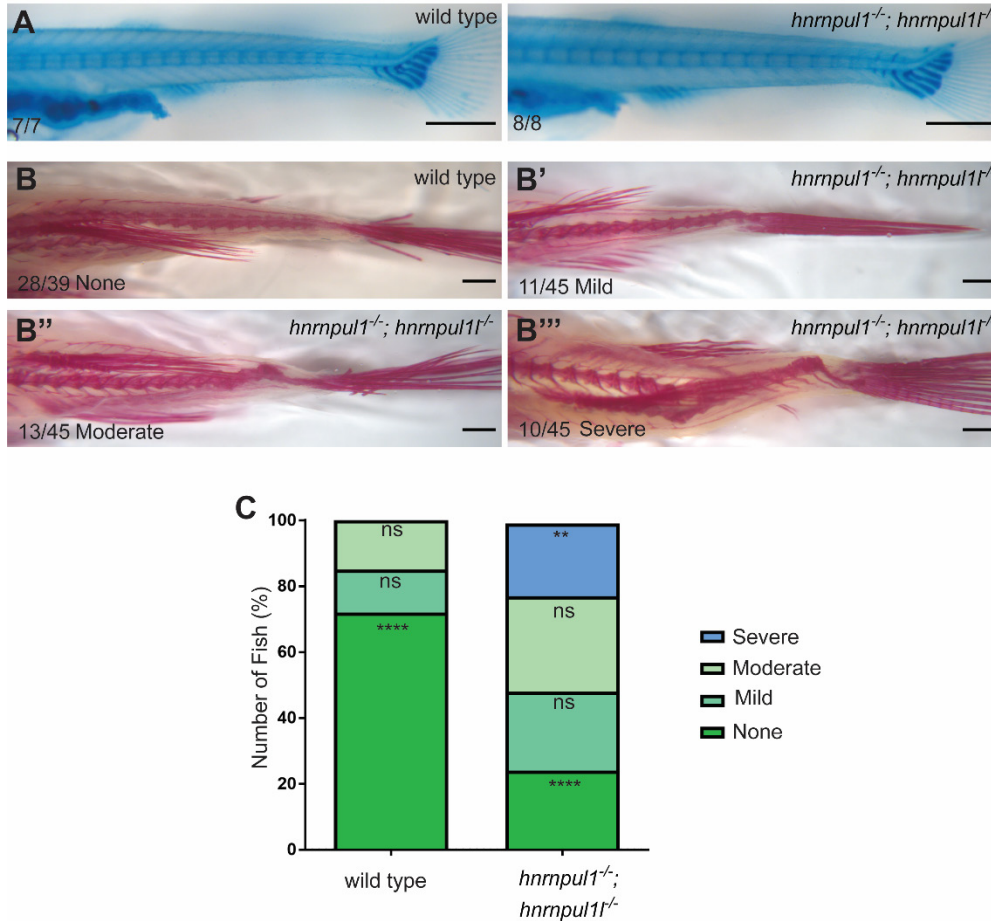 A
wild type
7/7
hnrnpul1-/-; hnrnpul1l-/
8/8
B
wild type
28/39 None
B'
hnrnpul1-/-; hnrnpul1l-/
11/45 Mild
B''
hnrnpul1-/-; hnrnpul1l-/-
13/45 Moderate
B'''
hnrnpul1-/-; hnrnpul1l-/
10/45 Severe
C
Number of Fish (%)
100
80
60
40
20
0
ns
ns
****
**
ns
ns
****
wild type
hnrnpul1-/-;
hnrnpul1l-/-
Severe
Moderate
Mild
None